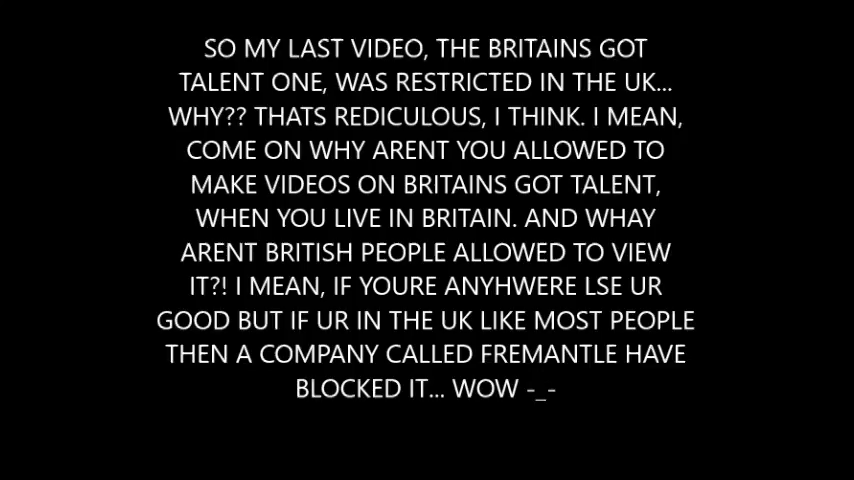 SO MY LAST VIDEO, THE BRITAINS GOT
TALENT ONE, WAS RESTRICTED IN THE UK...
WHY?? THATS REDICULOUS, I THINK. I MEAN,
COME ON WHY ARENT YOU ALLOWED TO
MAKE VIDEOS ON BRITAINS GOT TALENT,
WHEN YOU LIVE IN BRITAIN. AND WHAY
ARENT BRITISH PEOPLE ALLOWED TO VIEW
IT?! I MEAN, IF YOURE ANYHWERE LSE UR
GOOD BUT IF UR IN THE UK LIKE MOST PEOPLE
THEN A COMPANY CALLED FREMANTLE HAVE
BLOCKED IT... WOW -_-